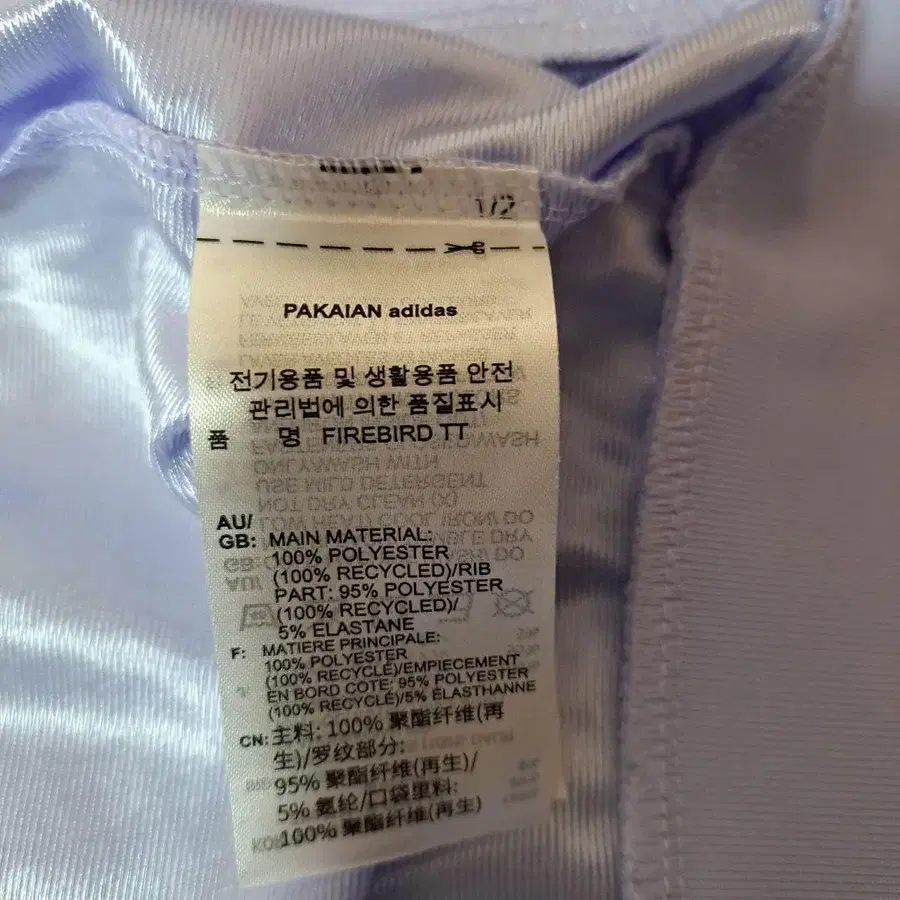 1/2
PAKAIAN adidas
전기용품 및 생활용품 안전
관리법에 의한 품질표시
품 명 FIREBIRD TT
AU/
GB: MAIN MATERIAL:
100% POLYESTER
(100% RECYCLED)/RIB
PART: 95% POLYESTER
(100% RECYCLED)/
5% ELASTANE
F: MATIERE PRINCIPALE:
100% POLYESTER
(100% RECYCLÉ)/EMPIECEMENT
EN BORD COTE: 95% POLYESTER
(100% RECYCLÉ)/5% ÉLASTHANNE
CN: 主料: 100% 聚酯纤维(再
生)/罗纹部分:
95% 聚酯纤维(再生)/
5% 氨纶/口袋里料:
100% 聚酯纤维(再生)